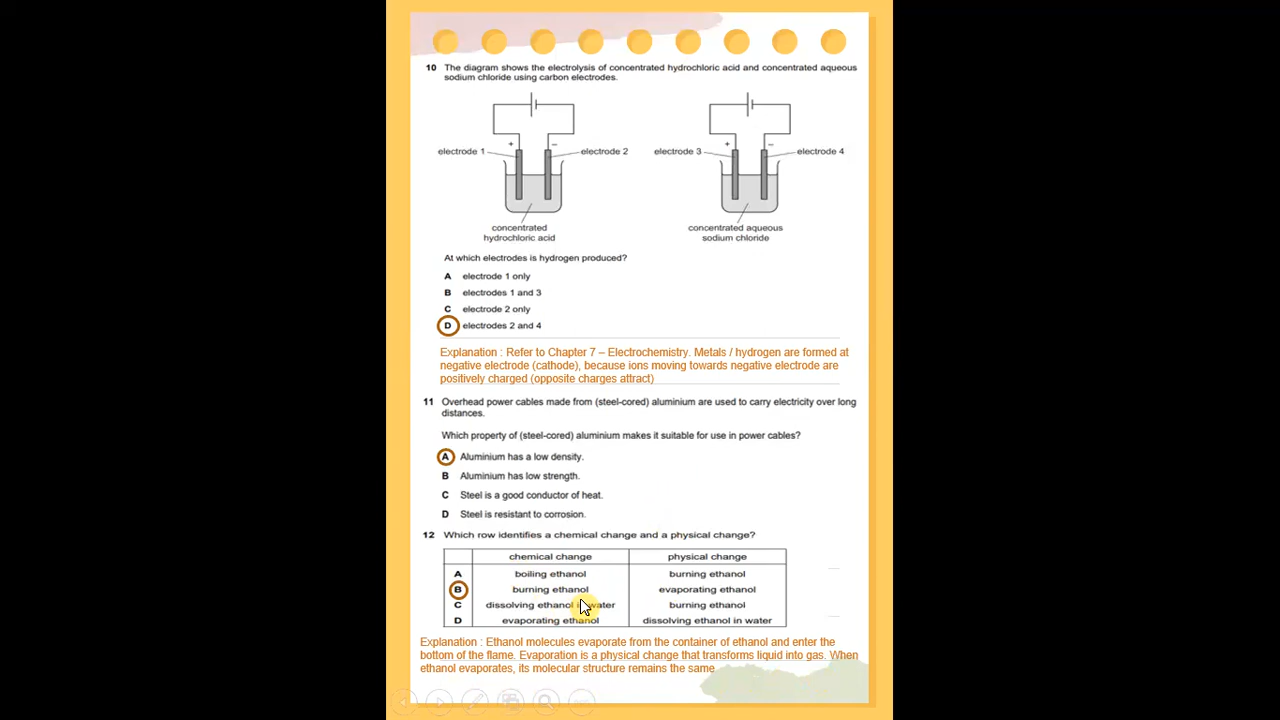 10 The diagram shows the electrolysis of concentrated hydrochloric acid and concentrated aqueous
sodium chloride using carbon electrodes.
+ – + –
electrode 1 electrode 2 electrode 3 electrode 4
concentrated
hydrochloric acid
concentrated aqueous
sodium chloride
At which electrodes is hydrogen produced?
A electrode 1 only
B electrodes 1 and 3
C electrode 2 only
D electrodes 2 and 4
Explanation : Refer to Chapter 7 – Electrochemistry. Metals / hydrogen are formed at
negative electrode (cathode), because ions moving towards negative electrode are
positively charged (opposite charges attract)
11 Overhead power cables made from (steel-cored) aluminium are used to carry electricity over long
distances.
Which property of (steel-cored) aluminium makes it suitable for use in power cables?
A Aluminium has a low density.
B Aluminium has low strength.
C Steel is a good conductor of heat.
D Steel is resistant to corrosion.
12 Which row identifies a chemical change and a physical change?
chemical change physical change
A boiling ethanol burning ethanol
B burning ethanol evaporating ethanol
C dissolving ethanol in water burning ethanol
D evaporating ethanol dissolving ethanol in water
Explanation : Ethanol molecules evaporate from the container of ethanol and enter the
bottom of the flame. Evaporation is a physical change that transforms liquid into gas. When
ethanol evaporates, its molecular structure remains the same